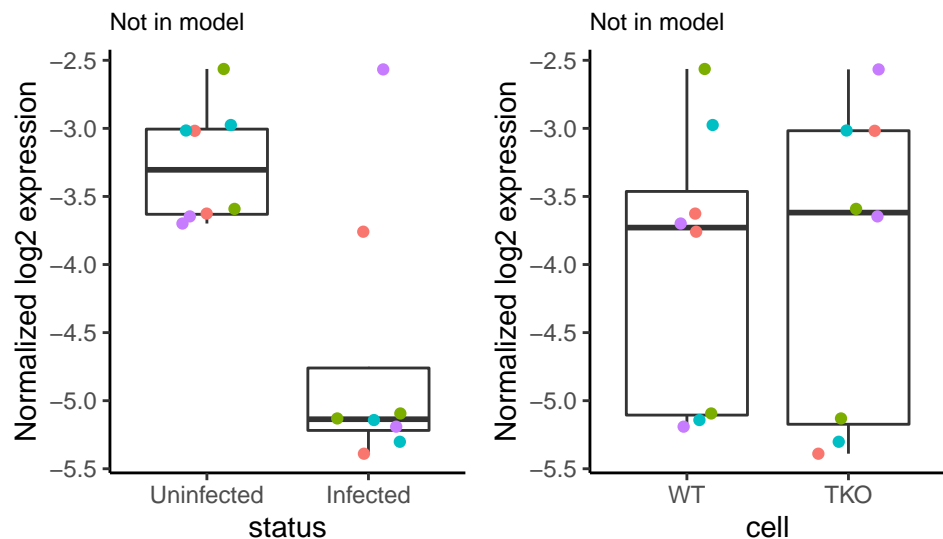 Not in model
Normalized log2 expression
−2.5
−3.0
−3.5
−4.0
−4.5
−5.0
−5.5
Uninfected
Infected
status
Not in model
Normalized log2 expression
−2.5
−3.0
−3.5
−4.0
−4.5
−5.0
−5.5
WT
TKO
cell